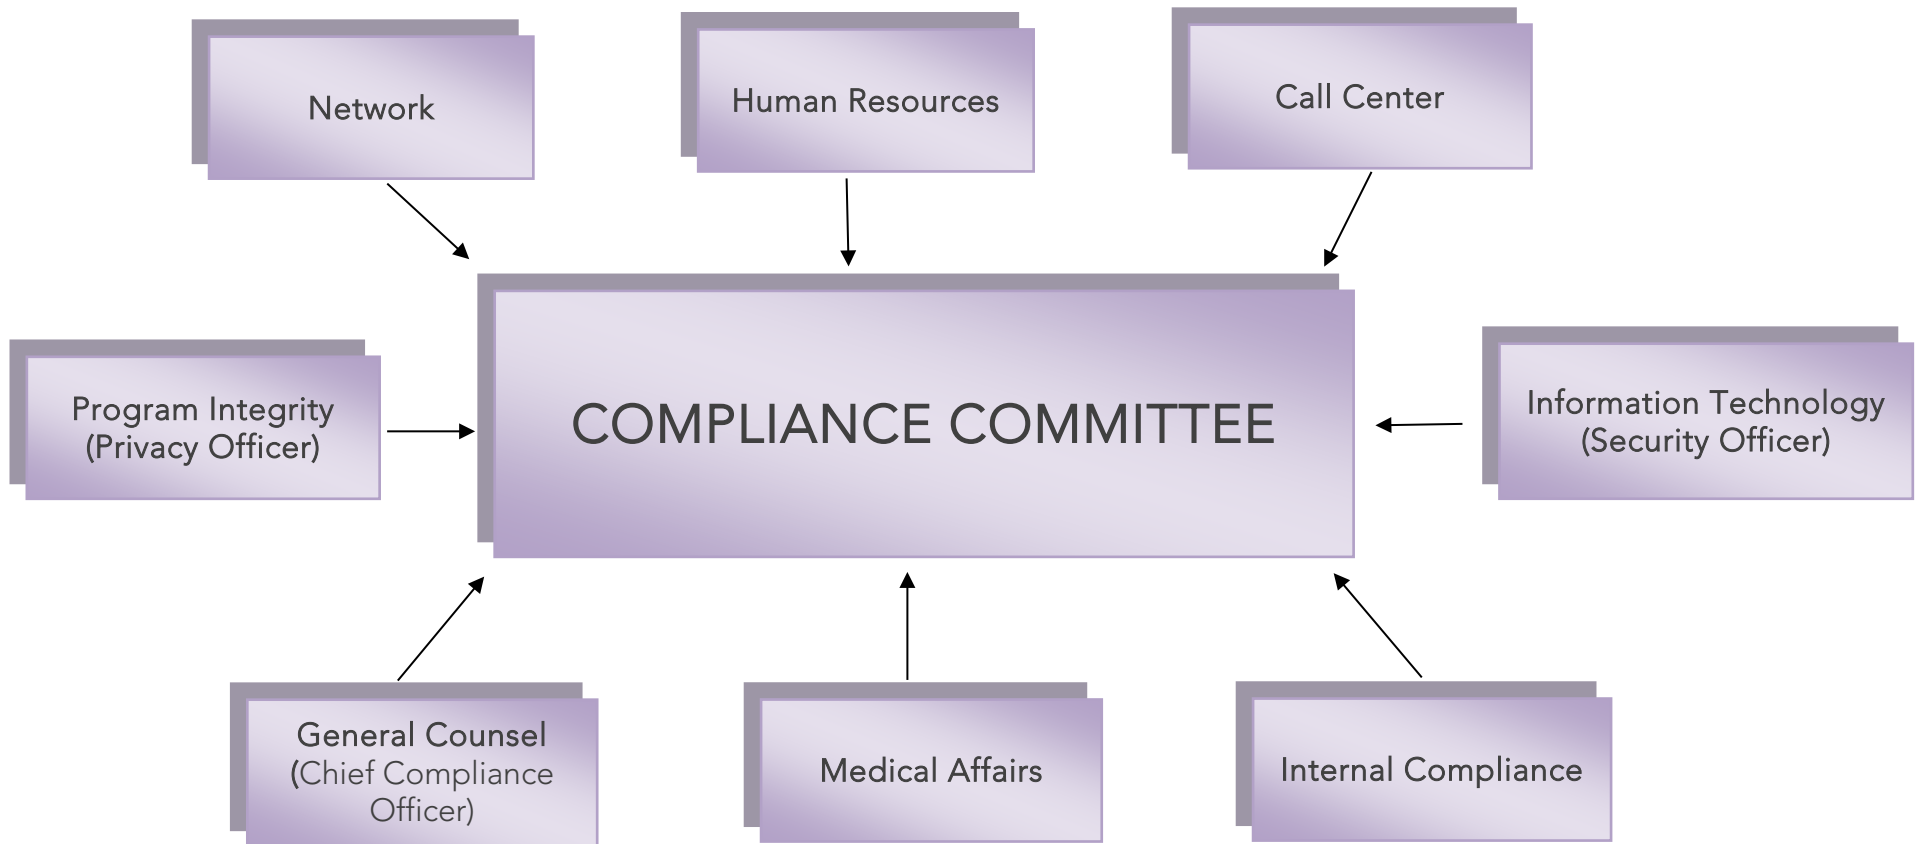 Network
Human Resources
Call Center
Program Integrity
(Privacy Officer)
COMPLIANCE COMMITTEE
Information Technology
(Security Officer)
General Counsel
(Chief Compliance
Officer)
Medical Affairs
Internal Compliance